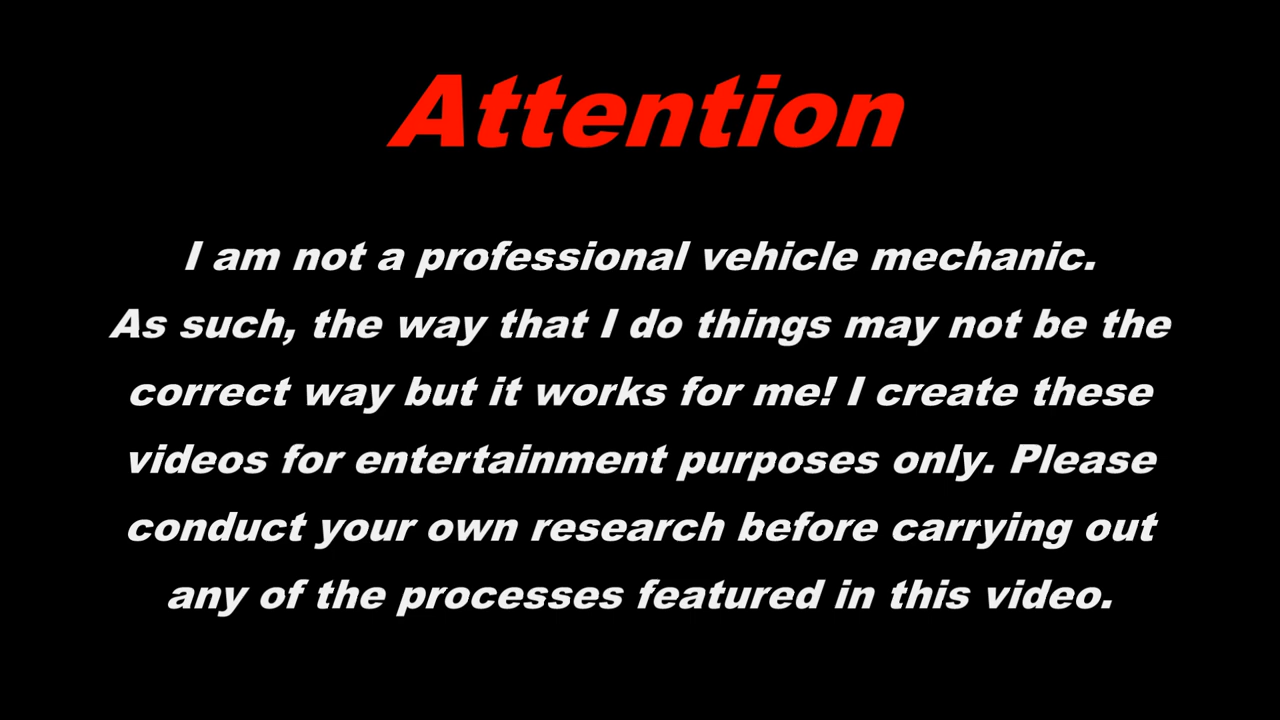 Attention
I am not a professional vehicle mechanic.
As such, the way that I do things may not be the
correct way but it works for me! I create these
videos for entertainment purposes only. Please
conduct your own research before carrying out
any of the processes featured in this video.